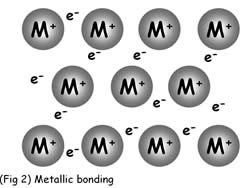 e⁻
M⁺ M⁺ M⁺ M⁺
e⁻ e⁻ e⁻
e⁻ M⁺ M⁺ M⁺
e⁻ e⁻
e⁻
e⁻ e⁻
M⁺ e⁻ M⁺ M⁺ M⁺
(Fig 2) Metallic bonding